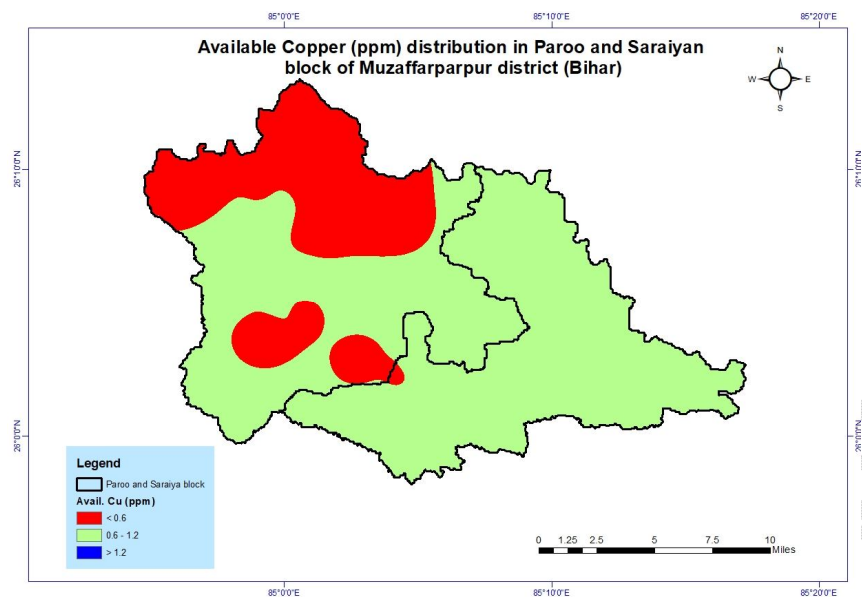 85°0'0"E 85°10'0"E 85°20'0"E
Available Copper (ppm) distribution in Paroo and Saraiyan
block of Muzaffarparpur district (Bihar)
N
W E
S
26°10'0"N 26°10'0"N
26°0'0"N 26°0'0"N
Legend
Paroo and Saraiya block
Avail. Cu (ppm)
< 0.6
0.6 - 1.2
> 1.2
0 1.25 2.5 5 7.5 10
Miles
85°0'0"E 85°10'0"E 85°20'0"E